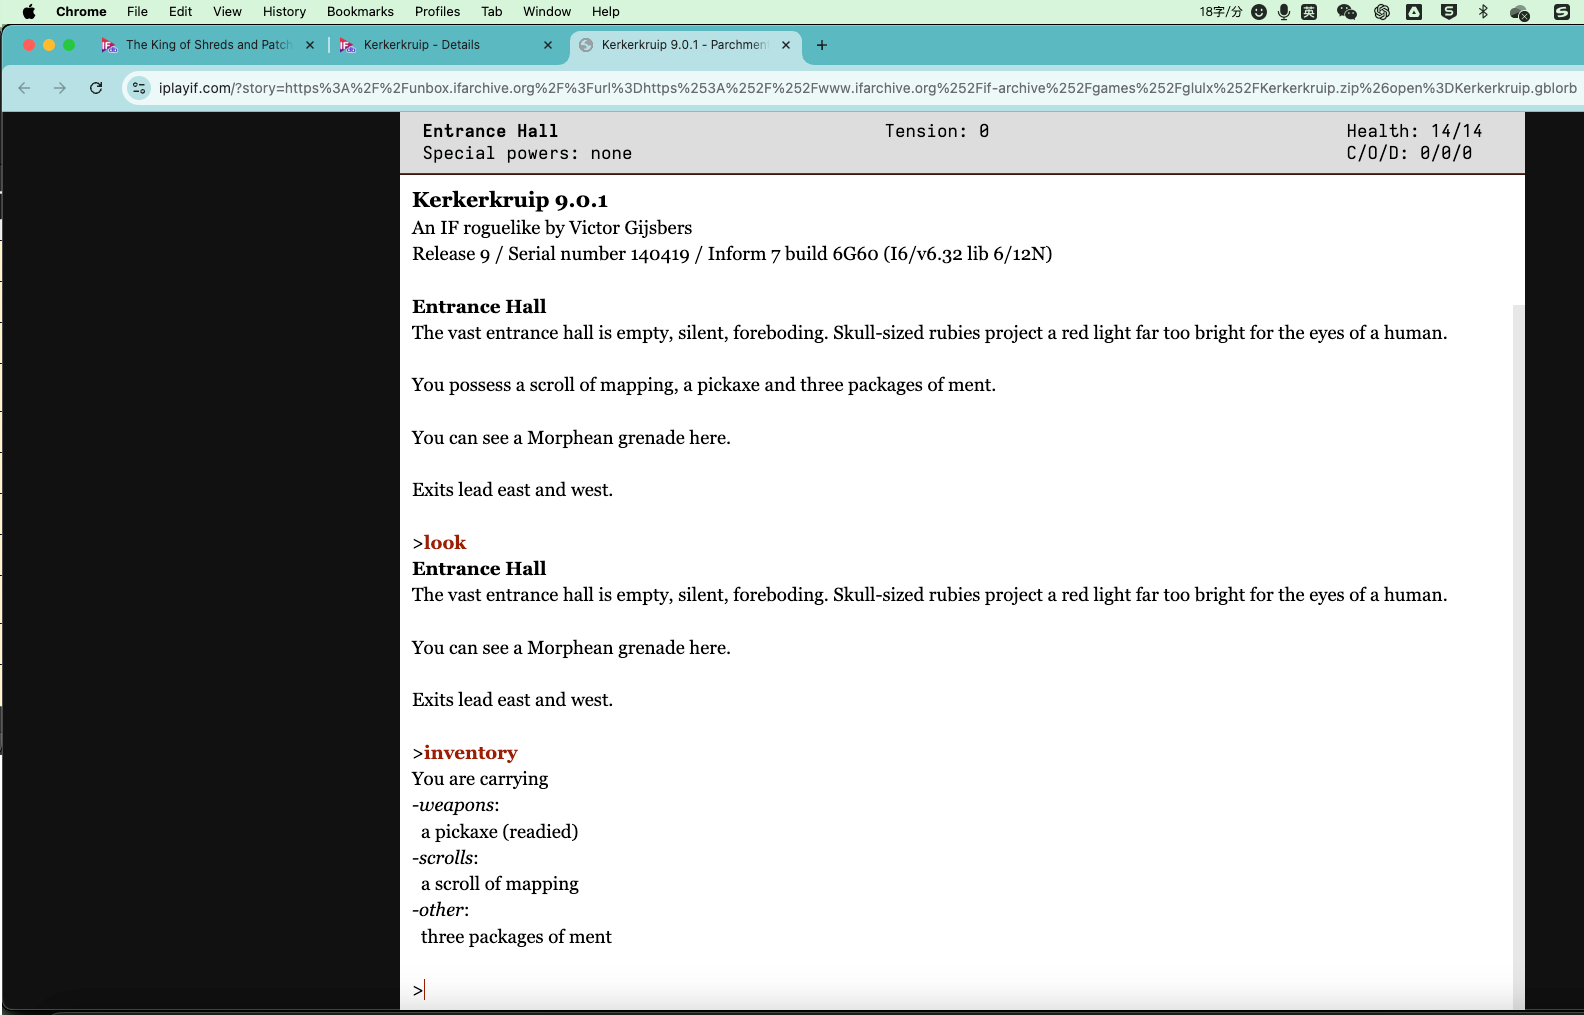 Chrome File Edit View History Bookmarks Profiles Tab Window Help 18字/分 英
The King of Shreds and Patch
Kerkerkruip - Details
Kerkerkruip 9.0.1 - Parchmen
iplayif.com/?story=https%3A%2F%2Funbox.ifarchive.org%2F%3Furl%3Dhttps%253A%252F%252Fwww.ifarchive.org%252Fif-archive%252Fgames%252Fglulx%252FKerkerkruip.zip%26open%3DKerkerkruip.gblorb
Entrance Hall Tension: 0 Health: 14/14
Special powers: none C/O/D: 0/0/0
Kerkerkruip 9.0.1
An IF roguelike by Victor Gijsbers
Release 9 / Serial number 140419 / Inform 7 build 6G60 (I6/v6.32 lib 6/12N)
Entrance Hall
The vast entrance hall is empty, silent, foreboding. Skull-sized rubies project a red light far too bright for the eyes of a human.
You possess a scroll of mapping, a pickaxe and three packages of ment.
You can see a Morphean grenade here.
Exits lead east and west.
>look
Entrance Hall
The vast entrance hall is empty, silent, foreboding. Skull-sized rubies project a red light far too bright for the eyes of a human.
You can see a Morphean grenade here.
Exits lead east and west.
>inventory
You are carrying
-weapons:
a pickaxe (readied)
-scrolls:
a scroll of mapping
-other:
three packages of ment
>